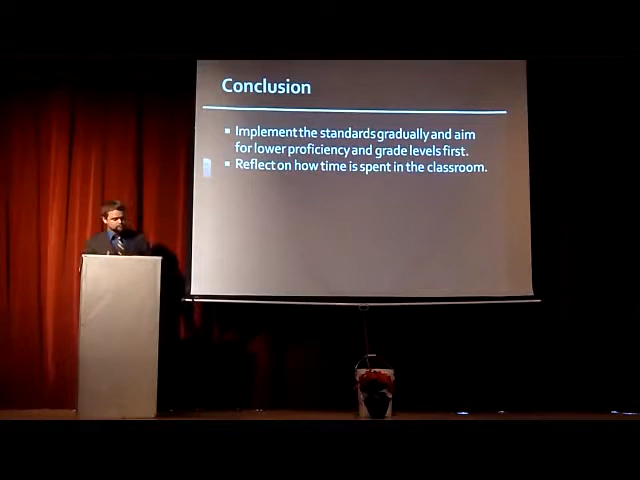 Conclusion
▪ Implement the standards gradually and aim
for lower proficiency and grade levels first.
▪ Reflect on how time is spent in the classroom.